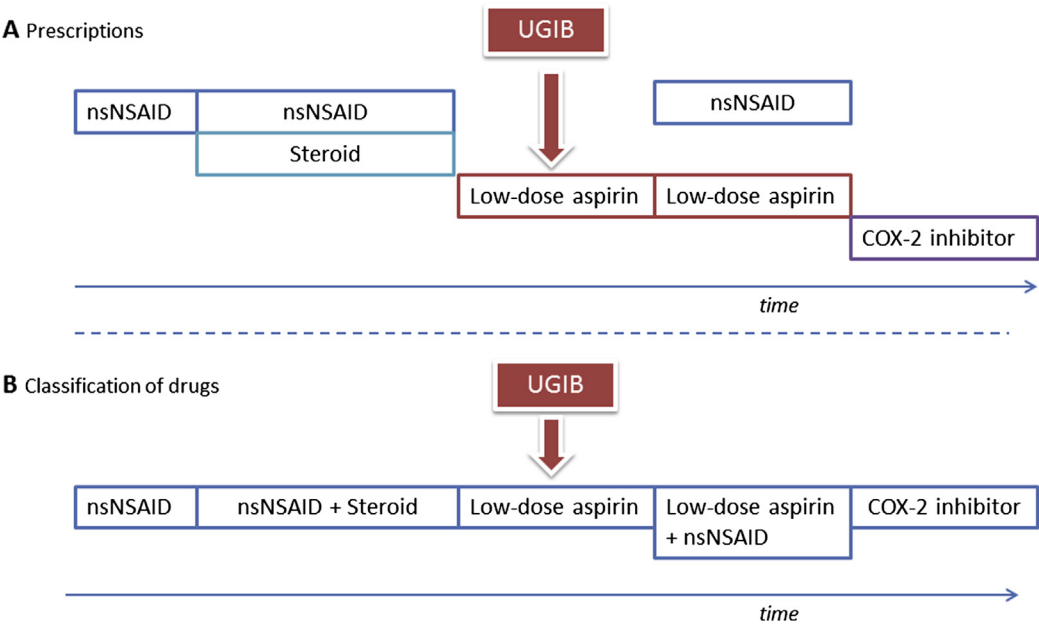 A Prescriptions
UGIB
nsNSAID
nsNSAID
nsNSAID
Steroid
Low-dose aspirin
Low-dose aspirin
COX-2 inhibitor
time
B Classification of drugs
UGIB
nsNSAID
nsNSAID + Steroid
Low-dose aspirin
Low-dose aspirin
+ nsNSAID
COX-2 inhibitor
time